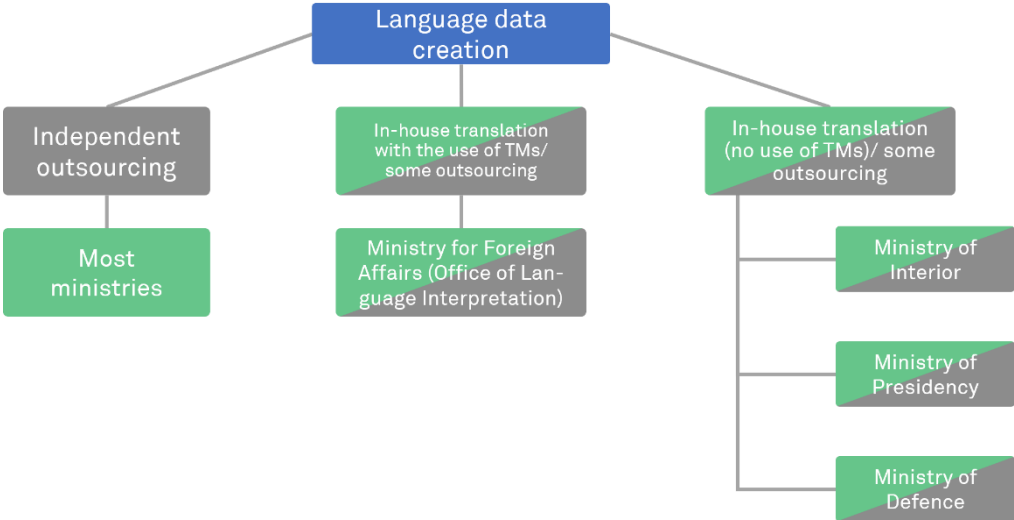 Language data
creation
Independent
outsourcing
In-house translation
with the use of TMs/
some outsourcing
In-house translation
(no use of TMs)/ some
outsourcing
Most
ministries
Ministry for Foreign
Affairs (Office of Lan-
guage Interpretation)
Ministry of
Interior
Ministry of
Presidency
Ministry of
Defence